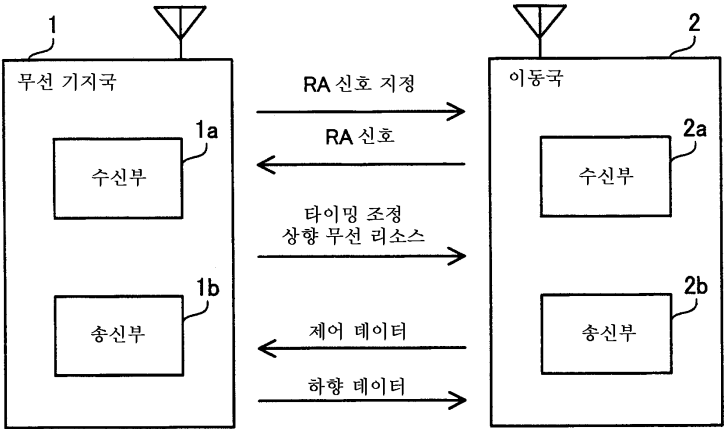 1
무선 기지국
1a
수신부
1b
송신부
RA 신호 지정
RA 신호
타이밍 조정
상향 무선 리소스
제어 데이터
하향 데이터
2
이동국
2a
수신부
2b
송신부